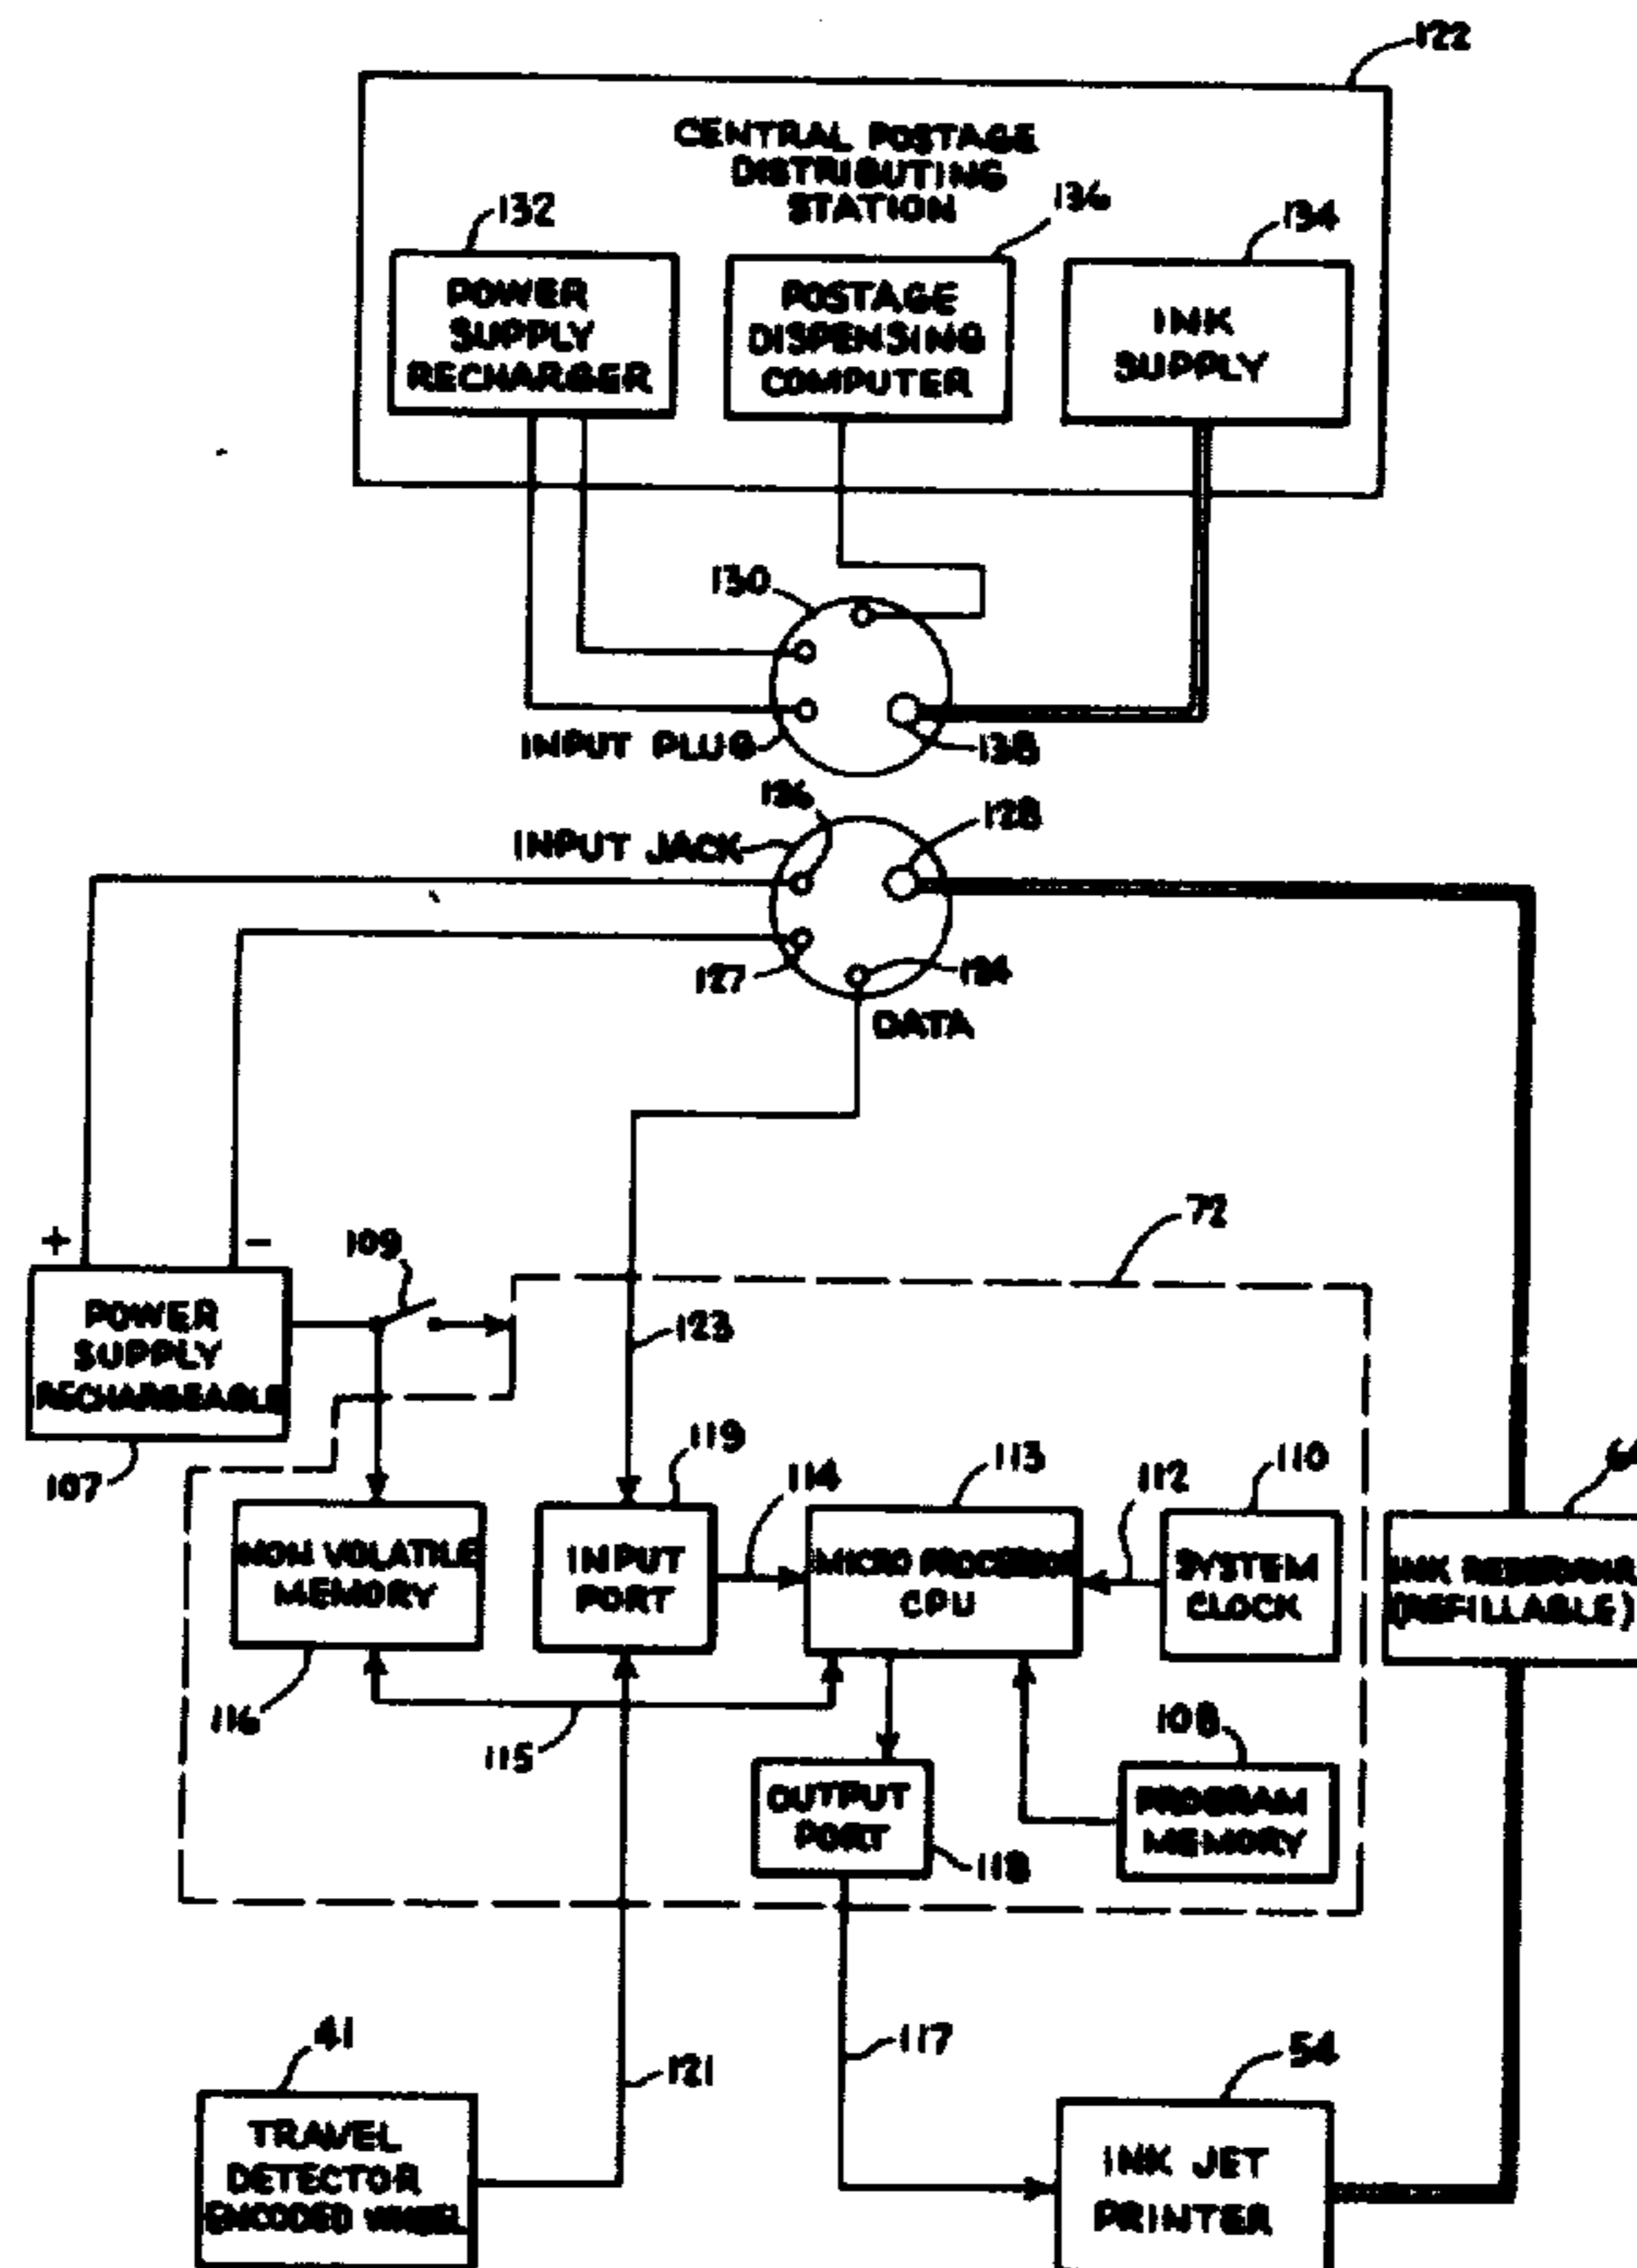 122
CENTRAL POSTAGE
DISTRIBUTING
STATION
132
136
134
POWER
SUPPLY
RECHARGER
POSTAGE
DISPENSING
COMPUTER
INK
SUPPLY
130
INPUT PLUG
138
INPUT JACK
128
127
124
DATA
72
+
-
109
POWER
SUPPLY
RECHARGEABLE
107
123
119
114
113
112
110
NON VOLATILE
MEMORY
INPUT
PORT
MICRO PROCESSOR
CPU
SYSTEM
CLOCK
INK RESERVOIR
(REFILLABLE)
116
115
108
OUTPUT
PORT
118
PROGRAM
MEMORY
41
121
117
54
TRAVEL
DETECTOR
ENCODED WHEEL
INK JET
PRINTER